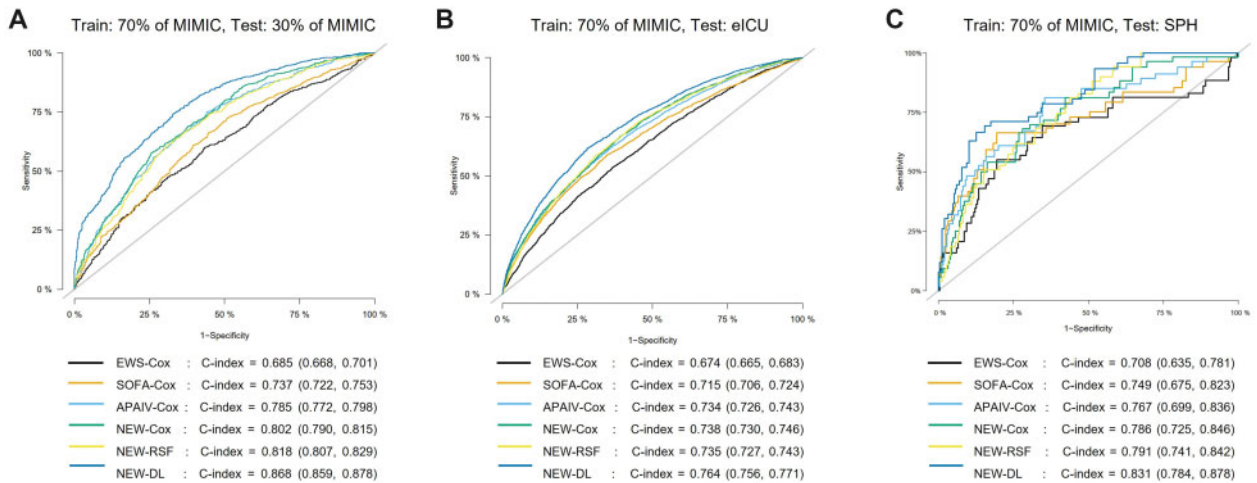 A
Train: 70% of MIMIC, Test: 30% of MIMIC
100 %
75 %
50 %
25 %
0 %
Sensitivity
0 %
25 %
50 %
75 %
100 %
1−Specificity
EWS-Cox : C-index = 0.685 (0.668, 0.701)
SOFA-Cox : C-index = 0.737 (0.722, 0.753)
APAIV-Cox : C-index = 0.785 (0.772, 0.798)
NEW-Cox : C-index = 0.802 (0.790, 0.815)
NEW-RSF : C-index = 0.818 (0.807, 0.829)
NEW-DL : C-index = 0.868 (0.859, 0.878)
B
Train: 70% of MIMIC, Test: eICU
100 %
75 %
50 %
25 %
0 %
Sensitivity
0 %
25 %
50 %
75 %
100 %
1−Specificity
EWS-Cox : C-index = 0.674 (0.665, 0.683)
SOFA-Cox : C-index = 0.715 (0.706, 0.724)
APAIV-Cox : C-index = 0.734 (0.726, 0.743)
NEW-Cox : C-index = 0.738 (0.730, 0.746)
NEW-RSF : C-index = 0.735 (0.727, 0.743)
NEW-DL : C-index = 0.764 (0.756, 0.771)
C
Train: 70% of MIMIC, Test: SPH
100 %
75 %
50 %
25 %
0 %
Sensitivity
0 %
25 %
50 %
75 %
100 %
1−Specificity
EWS-Cox : C-index = 0.708 (0.635, 0.781)
SOFA-Cox : C-index = 0.749 (0.675, 0.823)
APAIV-Cox : C-index = 0.767 (0.699, 0.836)
NEW-Cox : C-index = 0.786 (0.725, 0.846)
NEW-RSF : C-index = 0.791 (0.741, 0.842)
NEW-DL : C-index = 0.831 (0.784, 0.878)